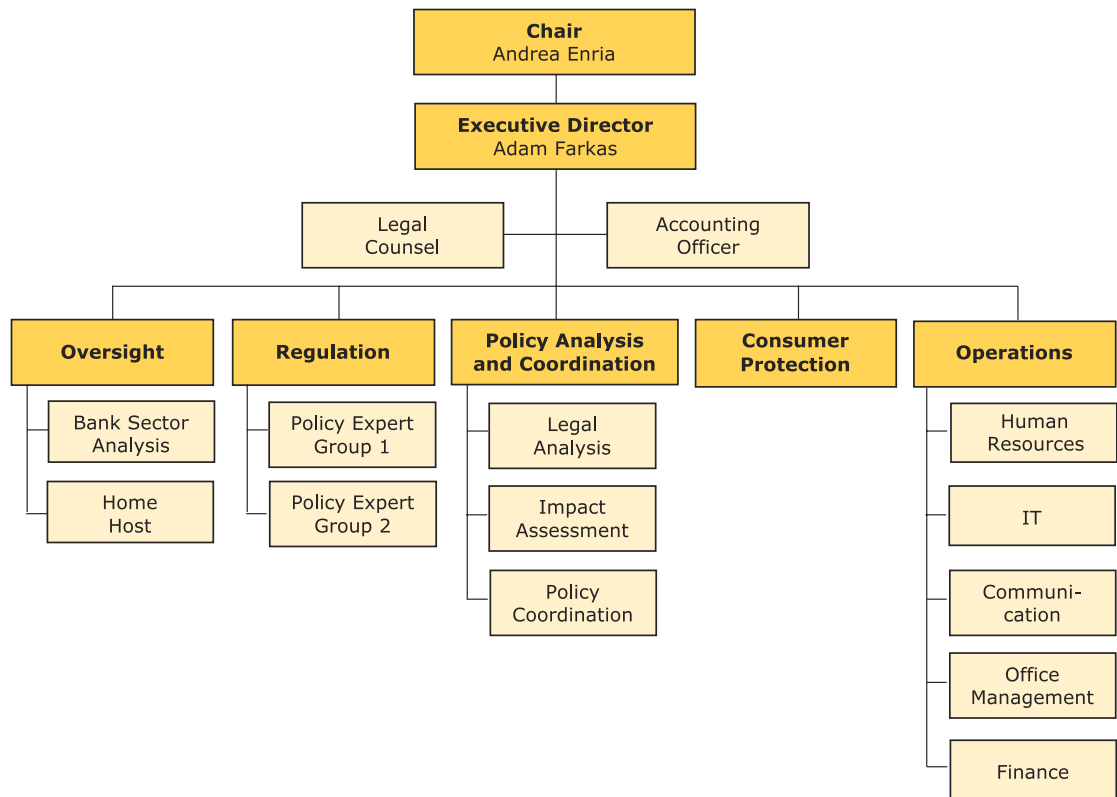 Chair
Andrea Enria
Executive Director
Adam Farkas
Legal
Counsel
Accounting
Officer
Oversight
Regulation
Policy Analysis
and Coordination
Consumer
Protection
Operations
Bank Sector
Analysis
Home
Host
Policy Expert
Group 1
Policy Expert
Group 2
Legal
Analysis
Impact
Assessment
Policy
Coordination
Human
Resources
IT
Communi-
cation
Office
Management
Finance